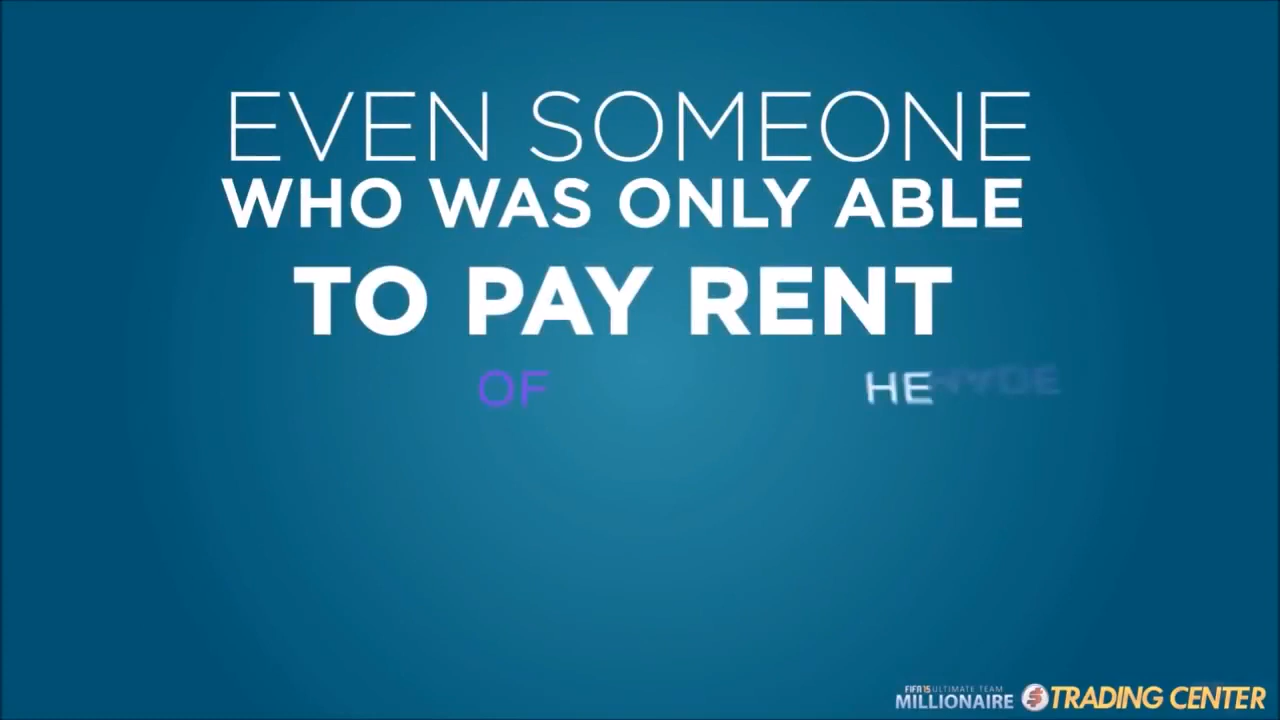 EVEN SOMEONE
WHO WAS ONLY ABLE
TO PAY RENT
OF HE
FIFA 15 ULTIMATE TEAM
MILLIONAIRE $ TRADING CENTER